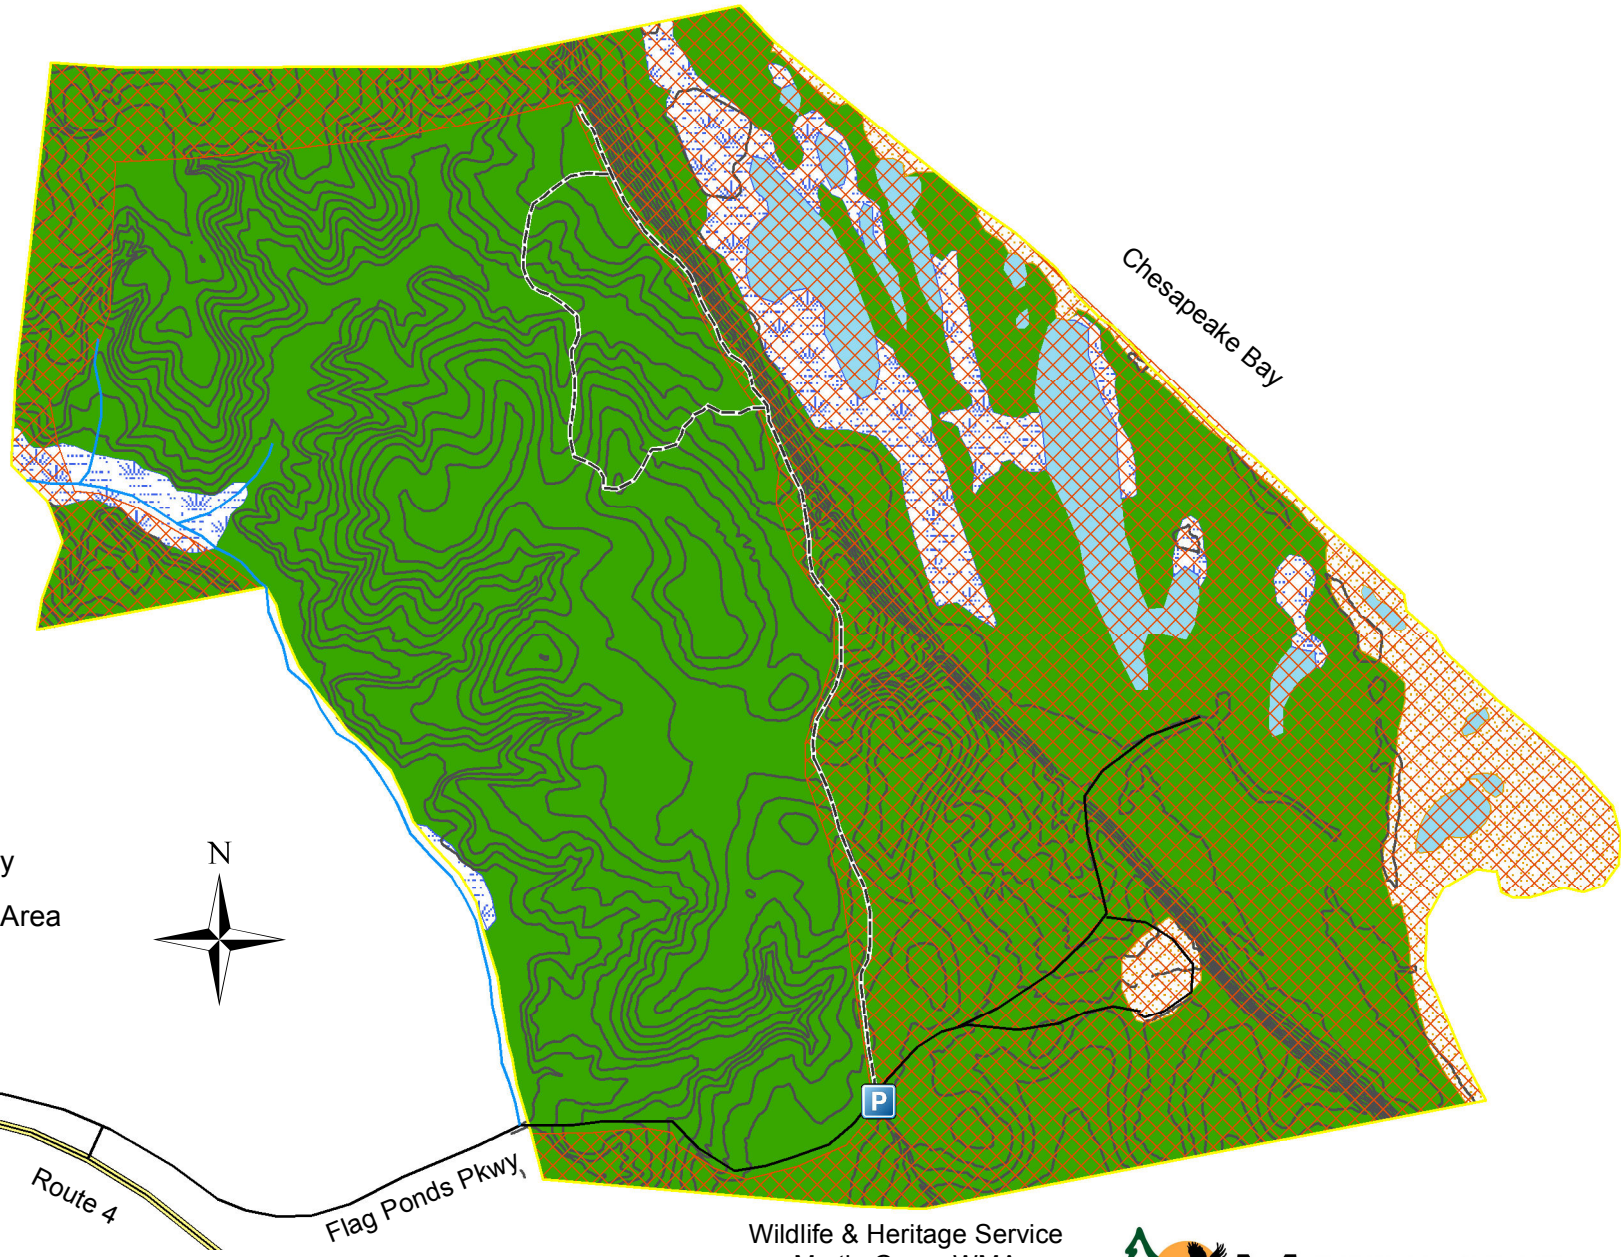 Chesapeake Bay
y
N
Area
P
Route 4
Flag Ponds Pkwy
Wildlife & Heritage Service